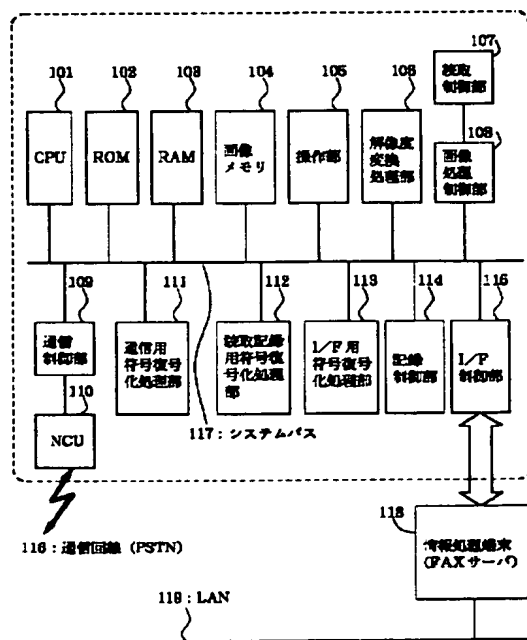 107
101
102
103
104
105
106
読取
制御部
108
CPU
ROM
RAM
画像
メモリ
操作部
解像度
変換
処理部
画像
処理
制御部
109
111
112
113
114
115
通信
制御部
通信用
符号復号
化処理部
読取記録
用符号復
号化処理
部
I/F用
符号復号
化処理部
記録
制御部
I/F
制御部
110
NCU
117：システムバス
116：通信回線 (PSTN)
118
情報処理端末
(FAXサーバ)
119：LAN